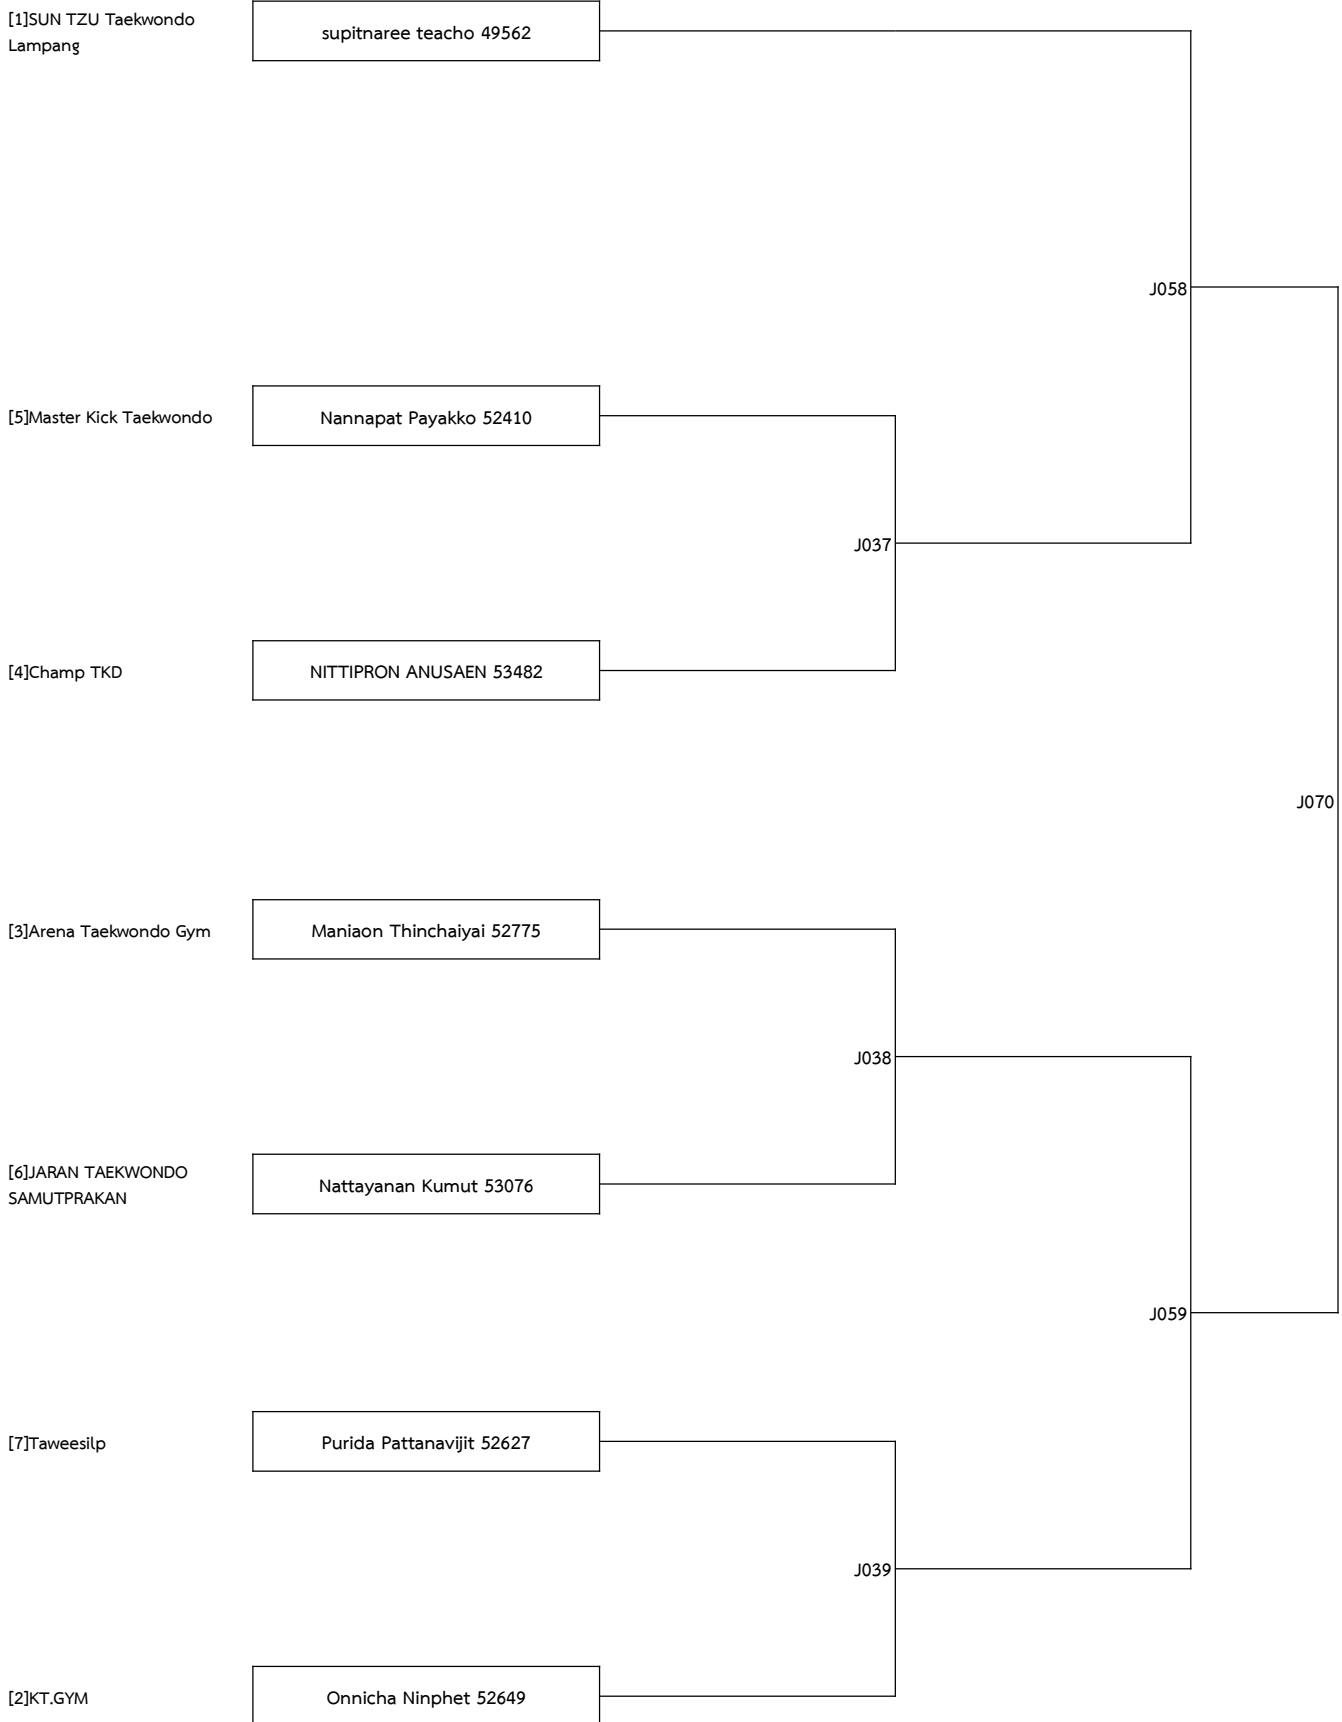 [1]SUN TZU Taekwondo
Lampang
supitnaree teacho 49562
J058
[5]Master Kick Taekwondo
Nannapat Payakko 52410
J037
[4]Champ TKD
NITTIPRON ANUSAEN 53482
J070
[3]Arena Taekwondo Gym
Maniaon Thinchaiyai 52775
J038
[6]JARAN TAEKWONDO
SAMUTPRAKAN
Nattayanan Kumut 53076
J059
[7]Taweesilp
Purida Pattanavijit 52627
J039
[2]KT.GYM
Onnicha Ninphet 52649